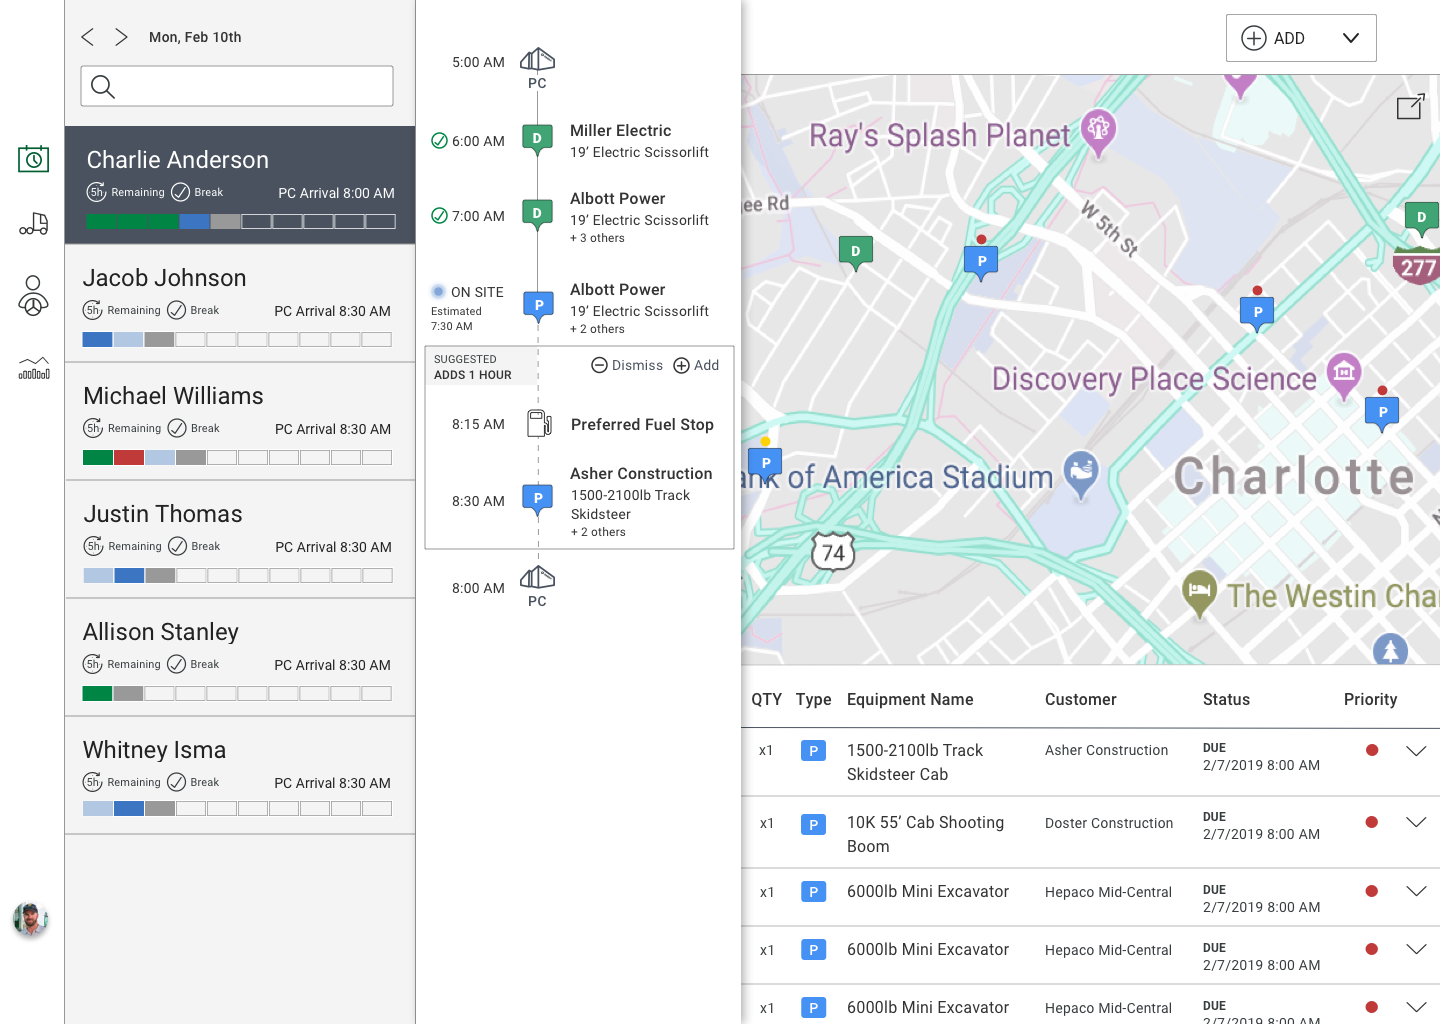 Mon, Feb 10th
Charlie Anderson
5h Remaining Break PC Arrival 8:00 AM
Jacob Johnson
5h Remaining Break PC Arrival 8:30 AM
Michael Williams
5h Remaining Break PC Arrival 8:30 AM
Justin Thomas
5h Remaining Break PC Arrival 8:30 AM
Allison Stanley
5h Remaining Break PC Arrival 8:30 AM
Whitney Isma
5h Remaining Break PC Arrival 8:30 AM
5:00 AM
PC
6:00 AM D
Miller Electric
19’ Electric Scissorlift
7:00 AM D
Albott Power
19’ Electric Scissorlift
+ 3 others
ON SITE
Estimated
7:30 AM
P
Albott Power
19’ Electric Scissorlift
+ 2 others
SUGGESTED
ADDS 1 HOUR
Dismiss Add
8:15 AM Preferred Fuel Stop
8:30 AM P
Asher Construction
1500-2100lb Track
Skidsteer
+ 2 others
8:00 AM
PC
ADD
Ray's Splash Planet
gee Rd
W 5th St
D
D
P
277
P
Discovery Place Science
P
P
ank of America Stadium
Charlotte
74
The Westin Char
QTY Type Equipment Name Customer Status Priority
x1 P 1500-2100lb Track
Skidsteer Cab
Asher Construction
DUE
2/7/2019 8:00 AM
x1 P 10K 55’ Cab Shooting
Boom
Doster Construction
DUE
2/7/2019 8:00 AM
x1 P 6000lb Mini Excavator Hepaco Mid-Central
DUE
2/7/2019 8:00 AM
x1 P 6000lb Mini Excavator Hepaco Mid-Central
DUE
2/7/2019 8:00 AM
x1 P 6000lb Mini Excavator Hepaco Mid-Central
DUE
2/7/2019 8:00 AM